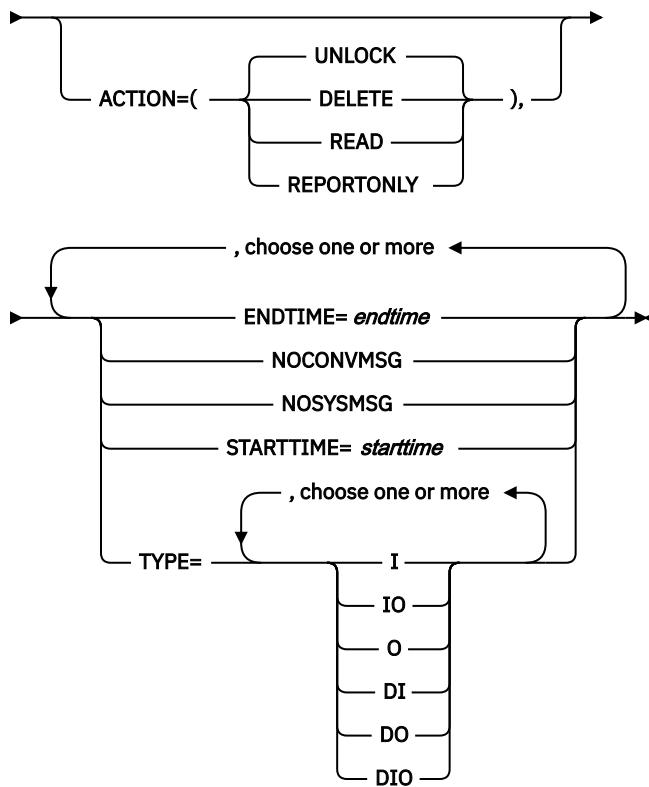 UNLOCK
ACTION=( DELETE ),
READ
REPORTONLY
, choose one or more
ENDTIME= endtime
NOCONVMSG
NOSYSMSG
STARTTIME= starttime
, choose one or more
TYPE= I
IO
O
DI
DO
DIO